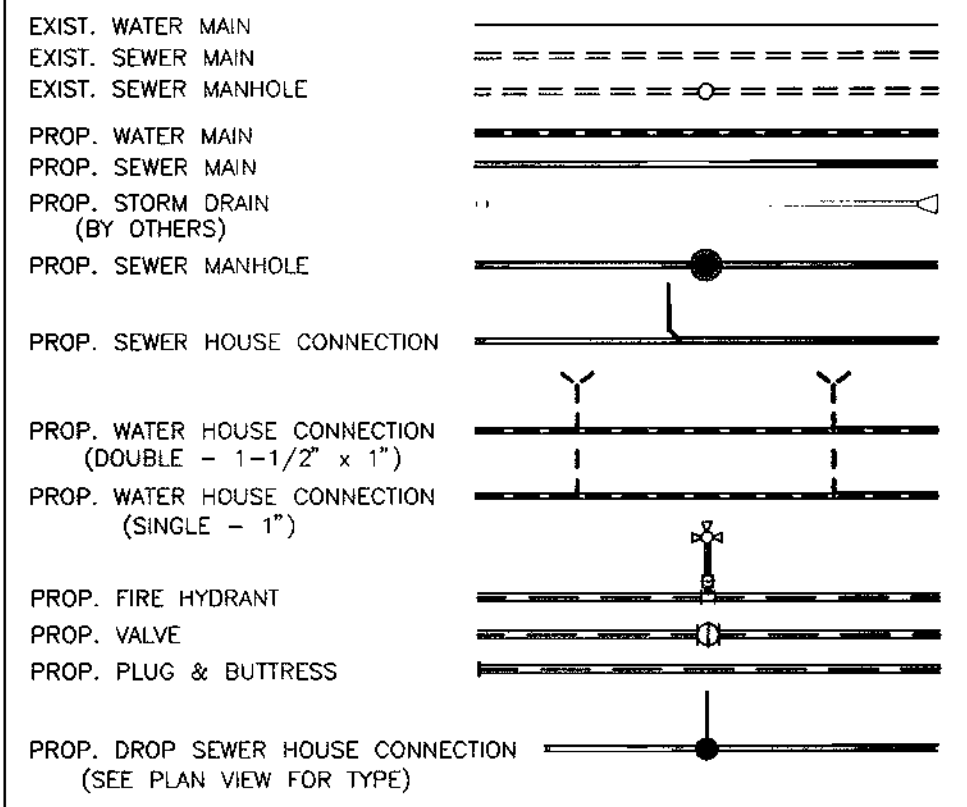 EXIST. WATER MAIN
EXIST. SEWER MAIN
EXIST. SEWER MANHOLE
PROP. WATER MAIN
PROP. SEWER MAIN
PROP. STORM DRAIN
(BY OTHERS)
PROP. SEWER MANHOLE
PROP. SEWER HOUSE CONNECTION
PROP. WATER HOUSE CONNECTION
(DOUBLE – 1–1/2" x 1")
PROP. WATER HOUSE CONNECTION
(SINGLE – 1")
PROP. FIRE HYDRANT
PROP. VALVE
PROP. PLUG & BUTTRESS
PROP. DROP SEWER HOUSE CONNECTION
(SEE PLAN VIEW FOR TYPE)